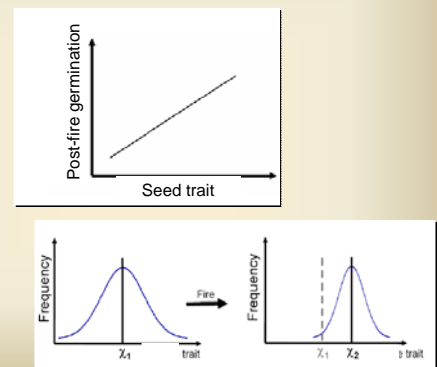 Post-fire germination
Seed trait
Frequency
χ₁
trait
Fire
Frequency
χ₁ χ₂
e trait